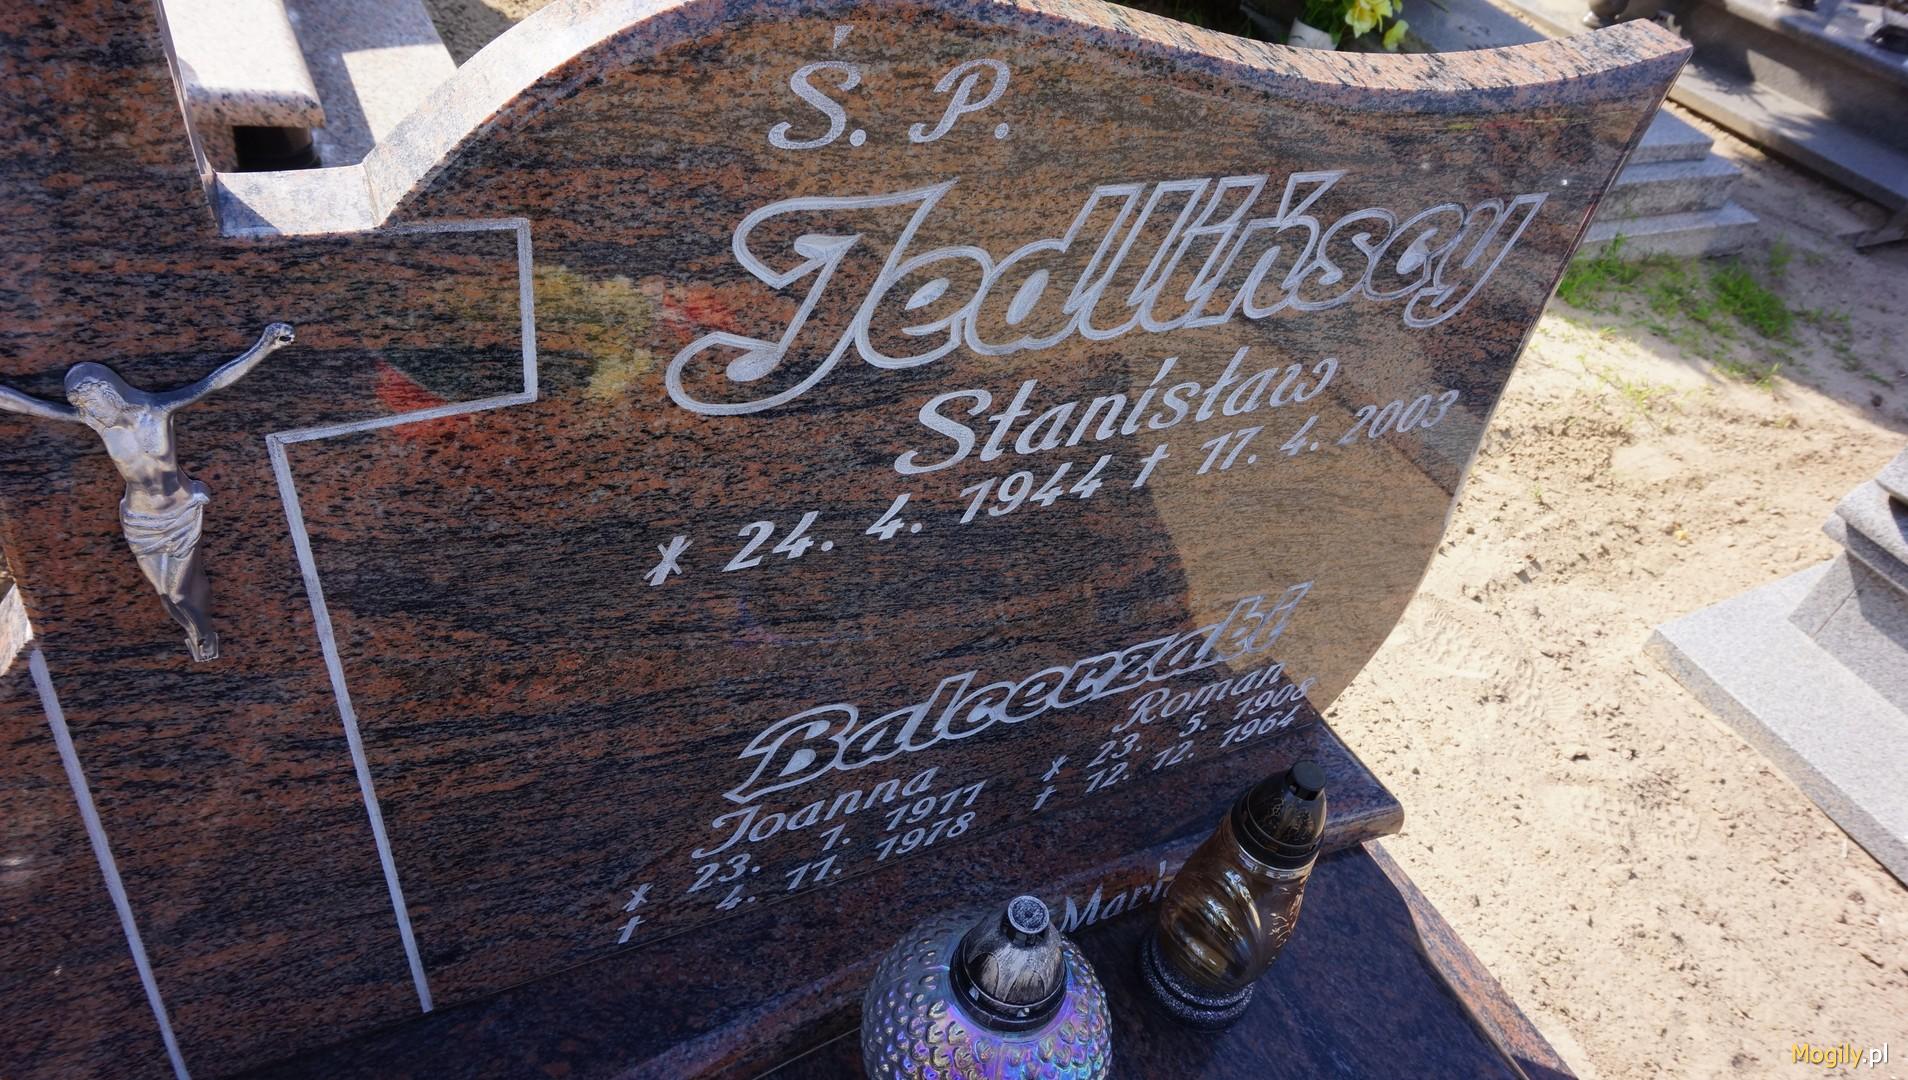 Ś. P.
Jedlińscy
Stanisław
* 24. 4. 1944 † 17. 4. 2003
Balcerzaki
Joanna
* 23. 1. 1911
† 4. 11. 1978
Roman
* 23. 5. 1908
† 12. 12. 1964
Mogily.pl